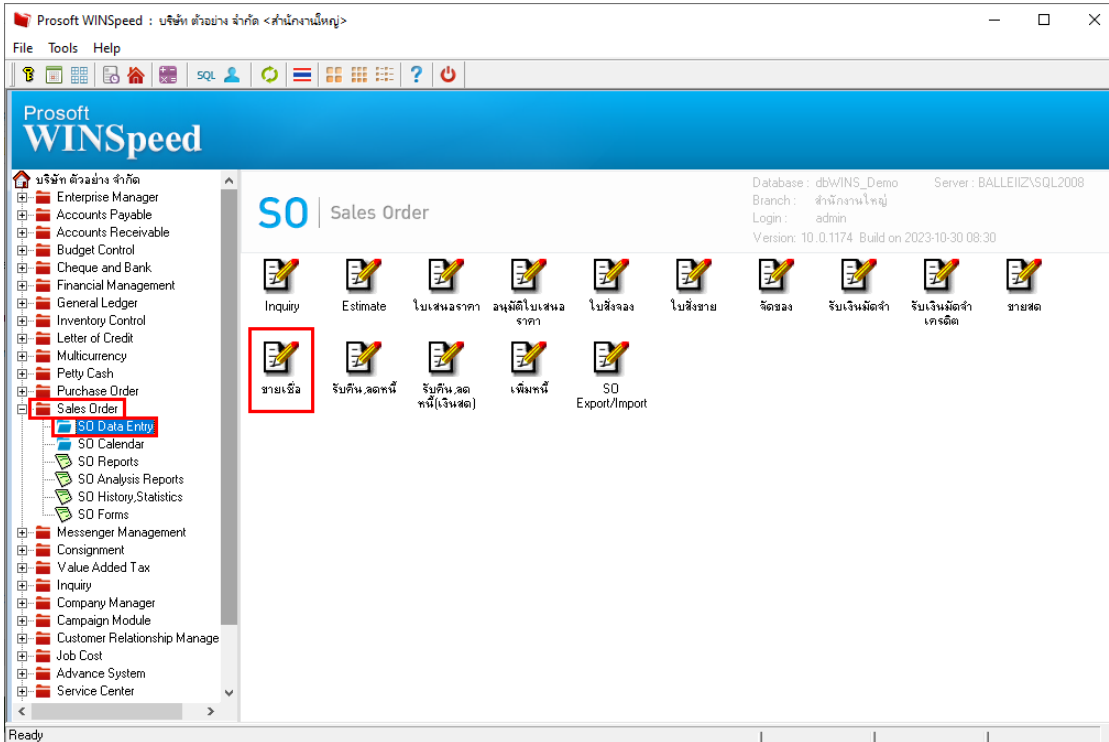 Prosoft WINSpeed : บริษัท ตัวอย่าง จำกัด <สำนักงานใหญ่>
File Tools Help
SQL
Prosoft
WINSpeed
บริษัท ตัวอย่าง จำกัด
Enterprise Manager
Accounts Payable
Accounts Receivable
Budget Control
Cheque and Bank
Financial Management
General Ledger
Inventory Control
Letter of Credit
Multicurrency
Petty Cash
Purchase Order
Sales Order
SO Data Entry
SO Calendar
SO Reports
SO Analysis Reports
SO History,Statistics
SO Forms
Messenger Management
Consignment
Value Added Tax
Inquiry
Company Manager
Campaign Module
Customer Relationship Manage
Job Cost
Advance System
Service Center
SO Sales Order
Database : dbWINS_Demo Server : BALLEIIZ\SQL2008
Branch : สำนักงานใหญ่
Login : admin
Version: 10.0.1174 Build on 2023-10-30 08:30
Inquiry Estimate ใบเสนอราคา อนุมัติใบเสนอ ใบสั่งจอง ใบสั่งขาย จัดของ รับเงินมัดจำ รับเงินมัดจำ ขายสด
ราคา เครดิต
ขายเชื่อ รับคืน,ลดหนี้ รับคืน,ลด เพิ่มหนี้ SO
หนี้(เงินสด) Export/Import
Ready